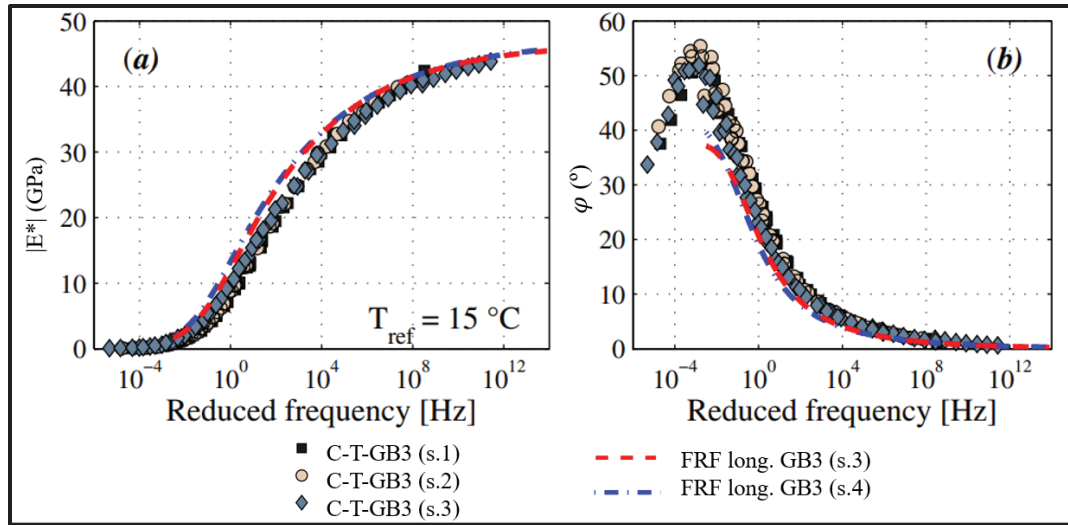 (a)
50
40
30
20
10
0
|E*| (GPa)
T_ref = 15 °C
10^-4 10^0 10^4 10^8 10^12
Reduced frequency [Hz]
(b)
60
50
40
30
20
10
0
φ (°)
10^-4 10^0 10^4 10^8 10^12
Reduced frequency [Hz]
C-T-GB3 (s.1)
C-T-GB3 (s.2)
C-T-GB3 (s.3)
FRF long. GB3 (s.3)
FRF long. GB3 (s.4)